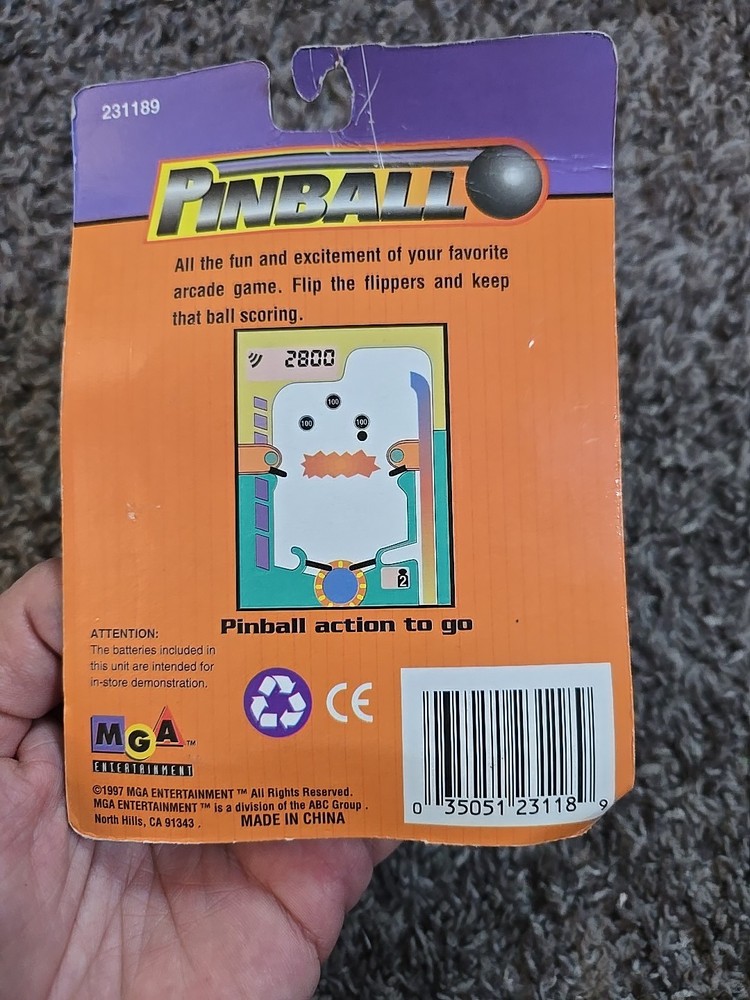 231189
PINBALL
All the fun and excitement of your favorite
arcade game. Flip the flippers and keep
that ball scoring.
2800
100
100 100
2
Pinball action to go
ATTENTION:
The batteries included in
this unit are intended for
in-store demonstration.
CE
MGA™
ENTERTAINMENT
©1997 MGA ENTERTAINMENT ™ All Rights Reserved.
MGA ENTERTAINMENT ™ is a division of the ABC Group .
North Hills, CA 91343 . MADE IN CHINA
0 35051 23118 9